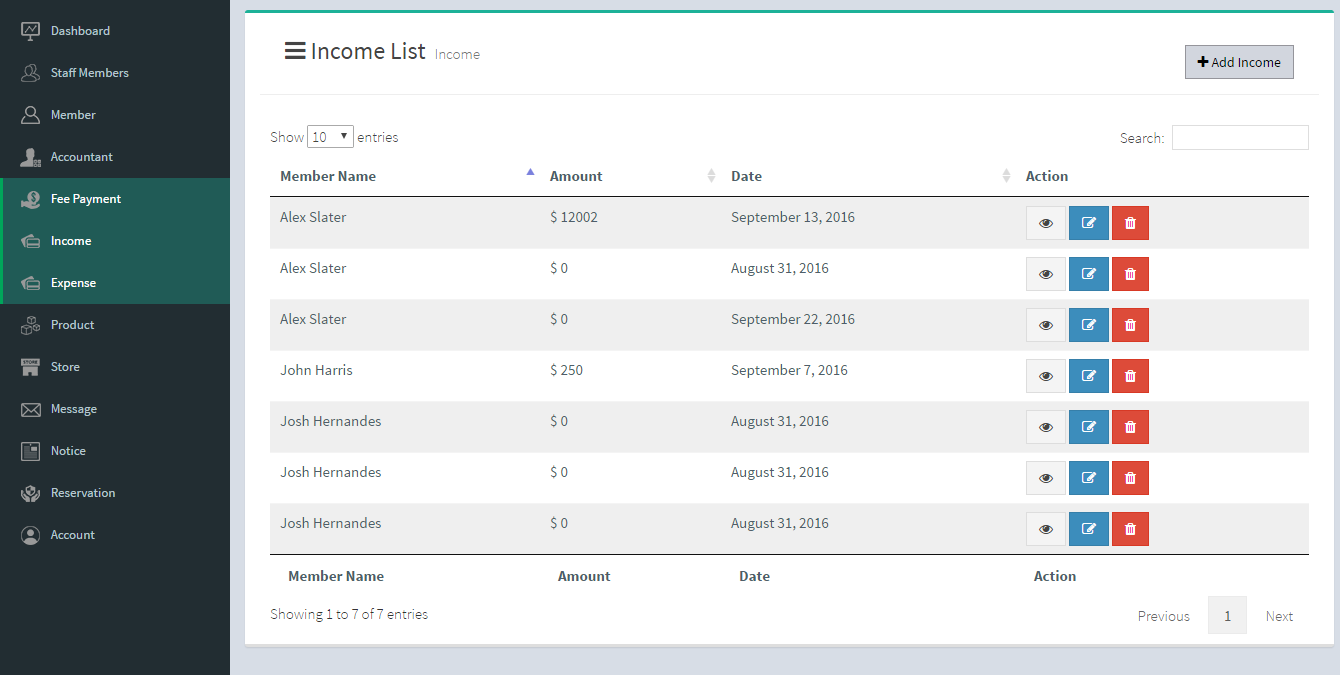 Dashboard
Staff Members
Member
Accountant
Fee Payment
Income
Expense
Product
STORE
Store
Message
Notice
Reservation
Account
Income List Income
Add Income
Show 10 entries
Search:
Member Name Amount Date Action
Alex Slater $ 12002 September 13, 2016
Alex Slater $ 0 August 31, 2016
Alex Slater $ 0 September 22, 2016
John Harris $ 250 September 7, 2016
Josh Hernandes $ 0 August 31, 2016
Josh Hernandes $ 0 August 31, 2016
Josh Hernandes $ 0 August 31, 2016
Member Name Amount Date Action
Showing 1 to 7 of 7 entries
Previous 1 Next